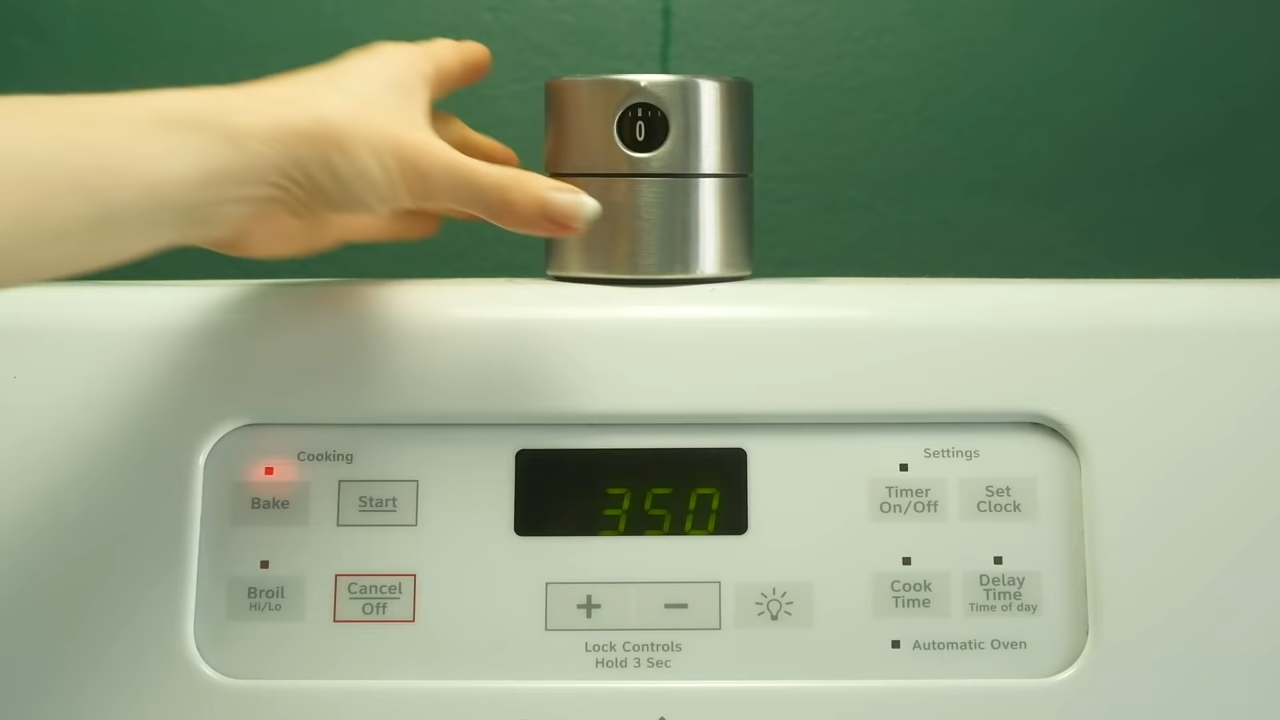 0
Cooking
Bake
Start
Broil
Hi/Lo
Cancel
Off
350
+ −
Lock Controls
Hold 3 Sec
Settings
Timer
On/Off
Set
Clock
Cook
Time
Delay
Time
Time of day
Automatic Oven